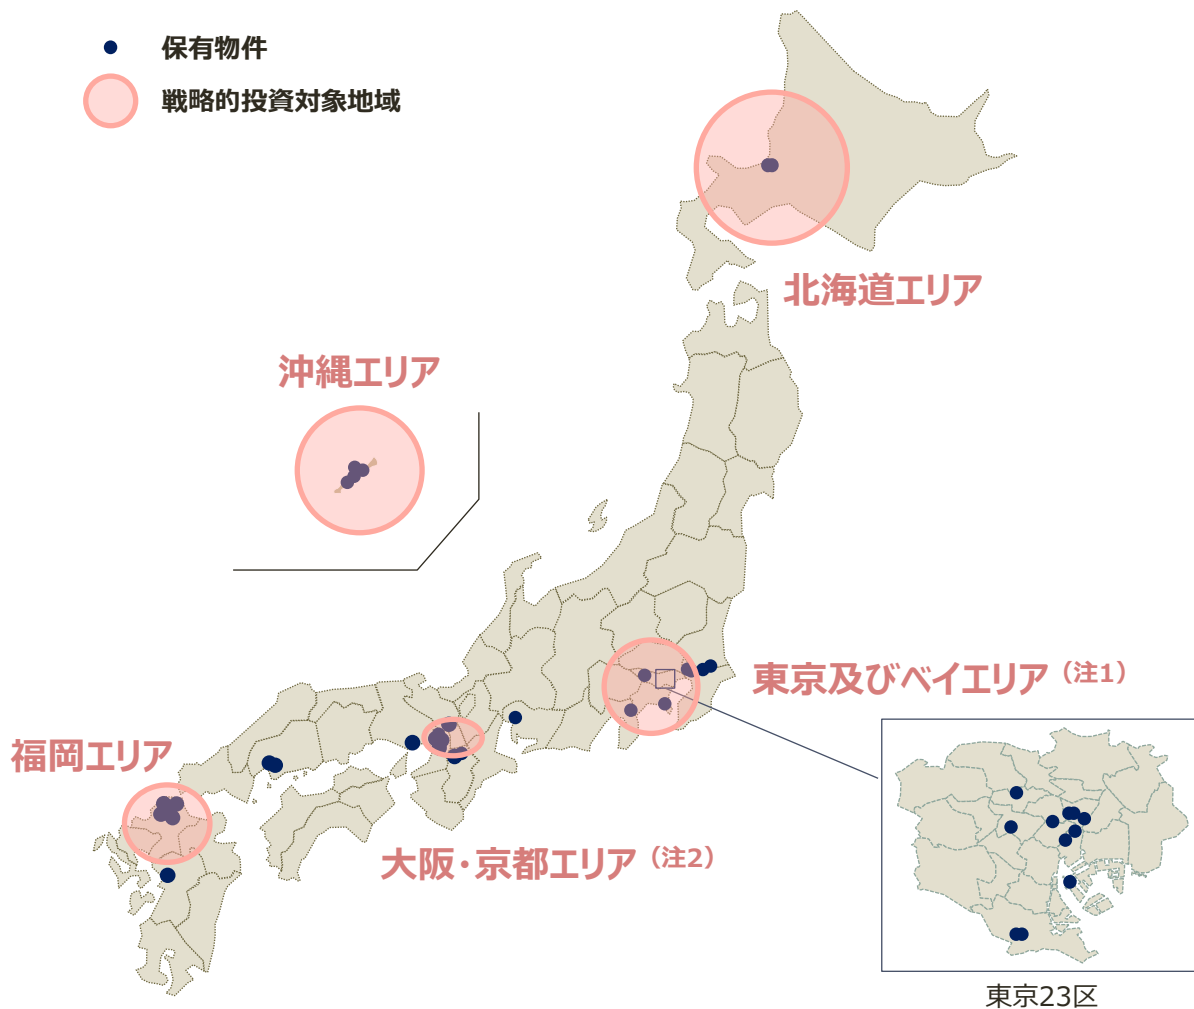 保有物件
戦略的投資対象地域
北海道エリア
沖縄エリア
東京及びベイエリア（注1）
福岡エリア
大阪・京都エリア（注2）
東京23区